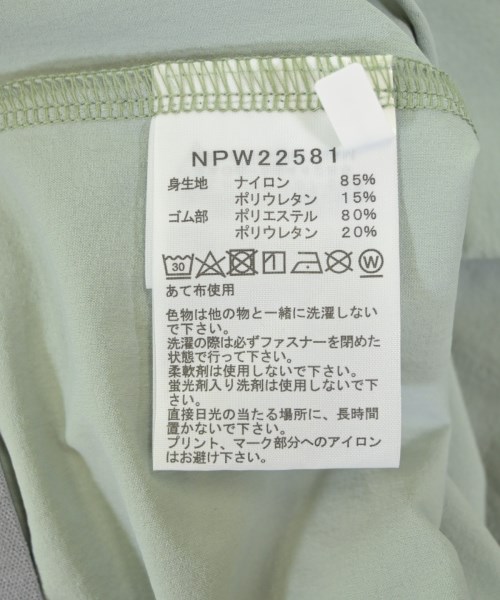 NPW22581
身生地 ナイロン 85%
ポリウレタン 15%
ゴム部 ポリエステル 80%
ポリウレタン 20%
30 W
あて布使用
色物は他の物と一緒に洗濯しない
で下さい。
洗濯の際は必ずファスナーを閉めた
状態で行って下さい。
柔軟剤は使用しないで下さい。
蛍光剤入り洗剤は使用しないで下
さい。
直接日光の当たる場所に、長時間
置かないで下さい。
プリント、マーク部分へのアイロン
はお避け下さい。